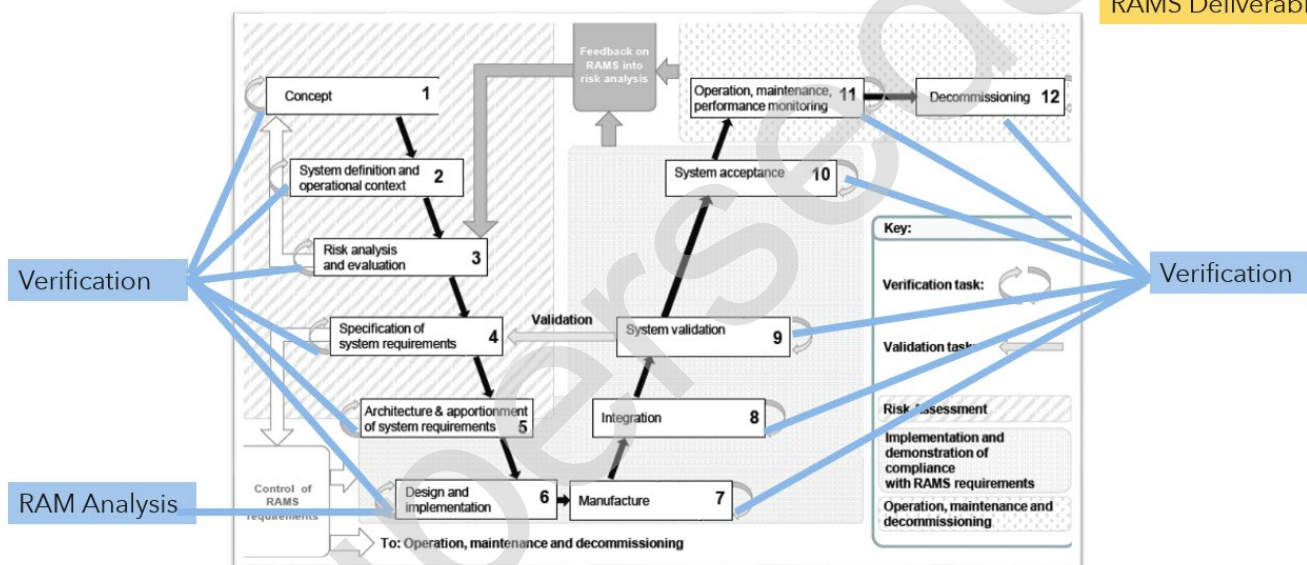 RAMS Deliverabl
Feedback on
RAMS into
risk analysis
Concept 1
Operation, maintenance,
performance monitoring 11
Decommissioning 12
System definition and
operational context 2
System acceptance 10
Risk analysis
and evaluation 3
Key:
Verification
Verification
Verification task:
Specification of
system requirements 4
Validation
System validation 9
Validation task:
Architecture & apportionment
of system requirements 5
Integration 8
Risk Assessment
Implementation and
demonstration of
compliance
with RAMS requirements
Control of
RAMS
requirements
RAM Analysis
Design and
implementation 6
Manufacture 7
Operation, maintenance and
decommissioning
To: Operation, maintenance and decommissioning